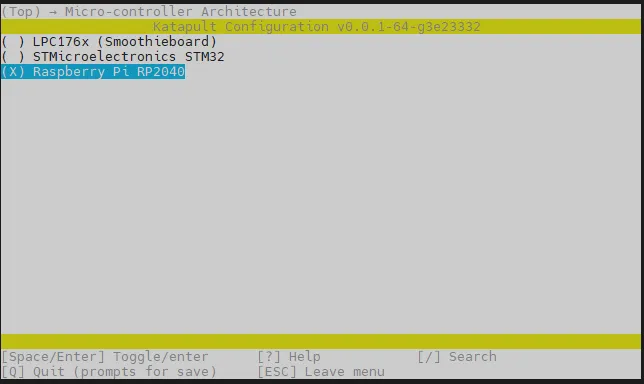 (Top) → Micro-controller Architecture
Katapult Configuration v0.0.1-64-g3e23332
( ) LPC176x (Smoothieboard)
( ) STMicroelectronics STM32
(X) Raspberry Pi RP2040
[Space/Enter] Toggle/enter [?] Help [/] Search
[Q] Quit (prompts for save) [ESC] Leave menu